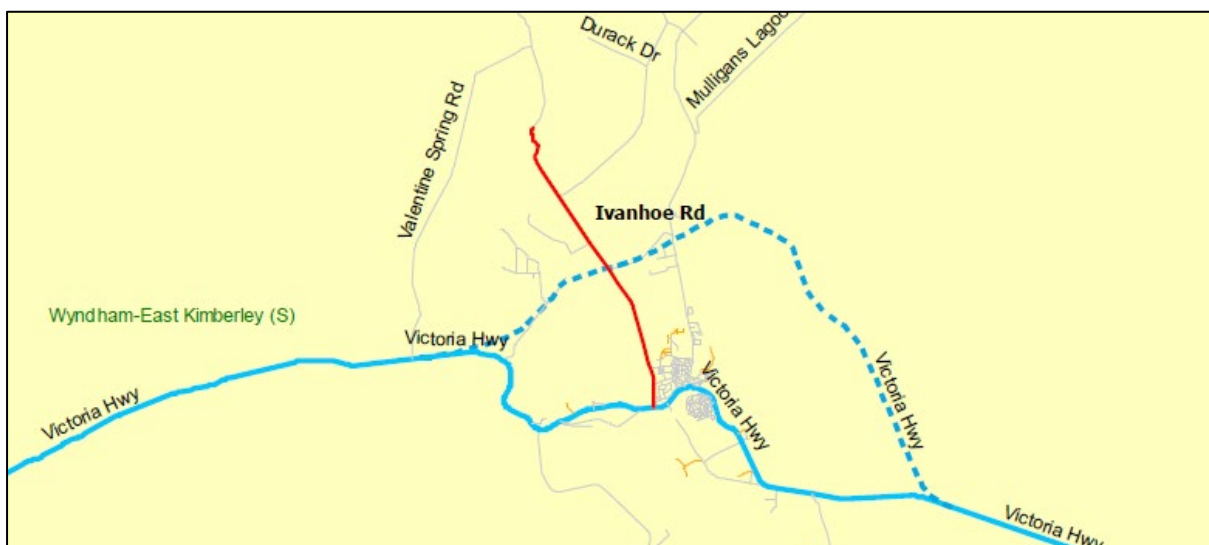 Durack Dr
Mulligans Lagoo
Valentine Spring Rd
Ivanhoe Rd
Wyndham-East Kimberley (S)
Victoria Hwy
Victoria Hwy
Victoria Hwy
Victoria Hwy
Victoria Hwy